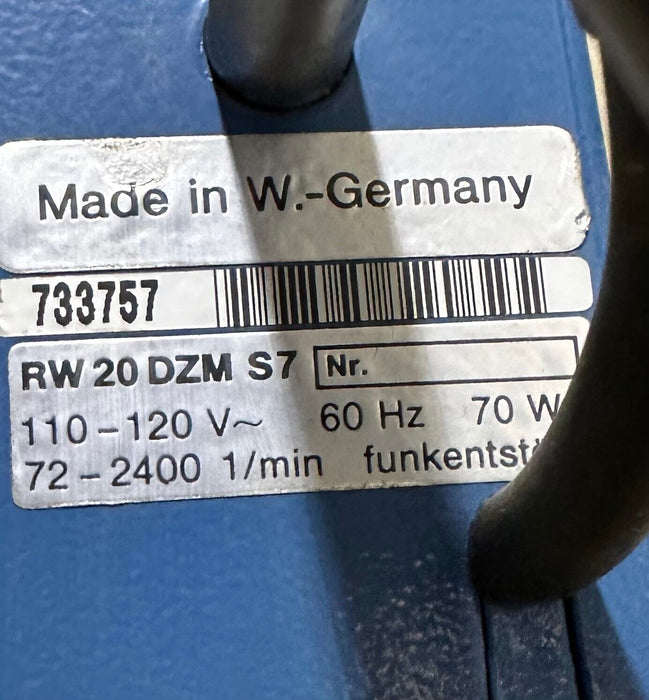 Made in W.-Germany
733757
RW 20 DZM S7 Nr.
110-120 V~ 60 Hz 70 W
72-2400 1/min